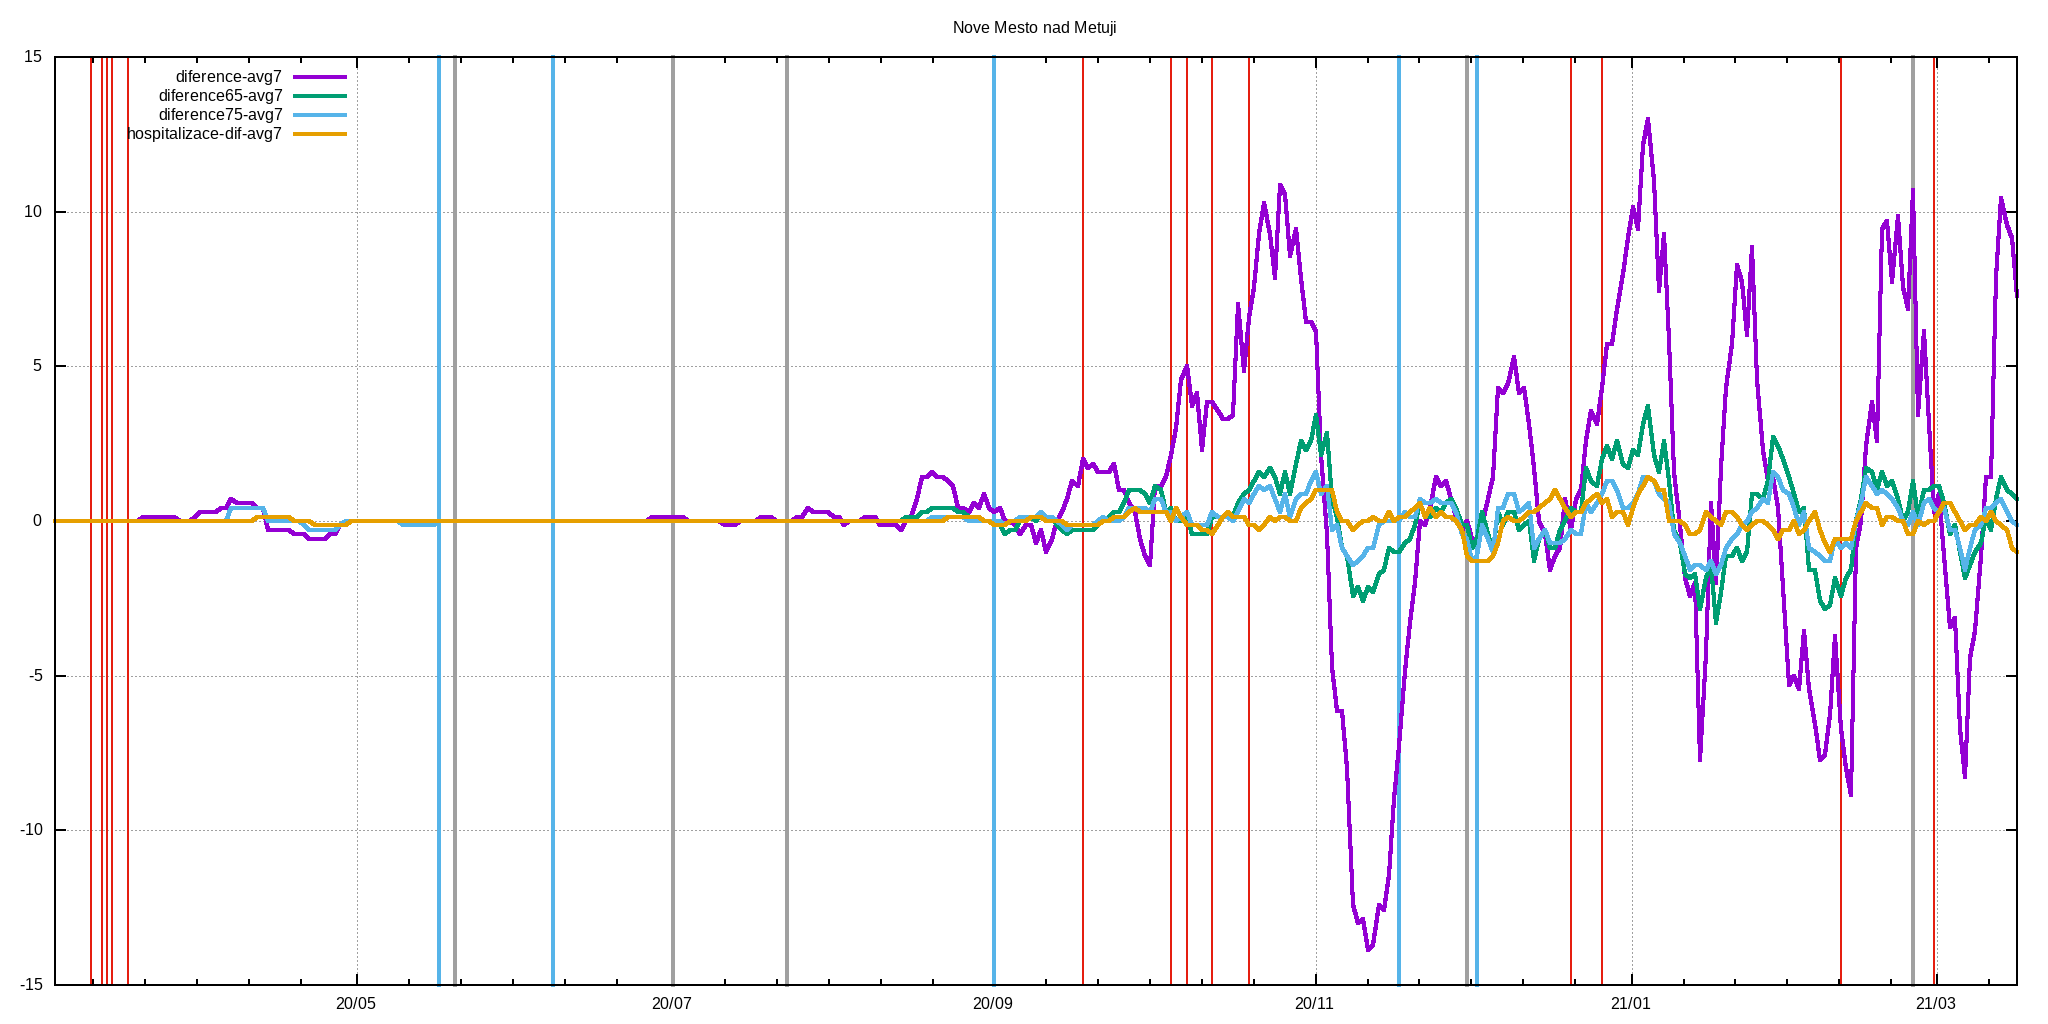 Nove Mesto nad Metuji
15
diference-avg7
diference65-avg7
diference75-avg7
hospitalizace-dif-avg7
10
5
0
-5
-10
-15
20/05 20/07 20/09 20/11 21/01 21/03